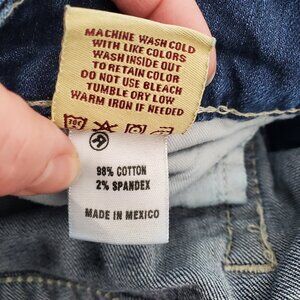 MACHINE WASH COLD
WITH LIKE COLORS
WASH INSIDE OUT
TO RETAIN COLOR
DO NOT USE BLEACH
TUMBLE DRY LOW
WARM IRON IF NEEDED
®
98% COTTON
2% SPANDEX
MADE IN MEXICO